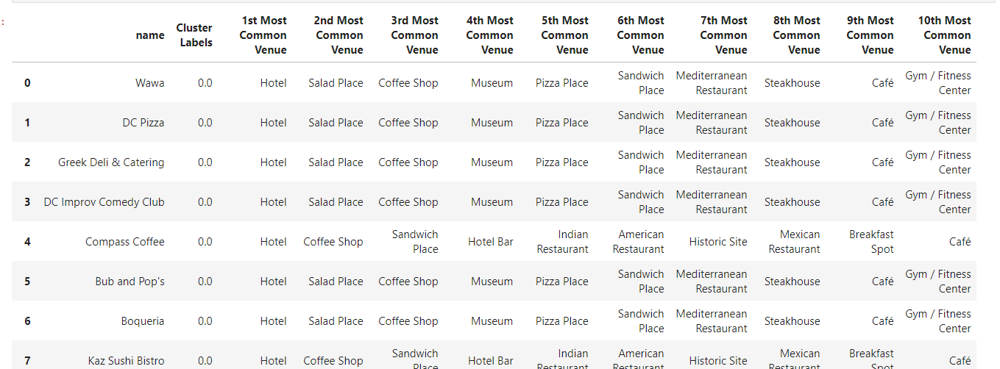 :
name Cluster Labels 1st Most Common Venue 2nd Most Common Venue 3rd Most Common Venue 4th Most Common Venue 5th Most Common Venue 6th Most Common Venue 7th Most Common Venue 8th Most Common Venue 9th Most Common Venue 10th Most Common Venue
0 Wawa 0.0 Hotel Salad Place Coffee Shop Museum Pizza Place Sandwich Place Mediterranean Restaurant Steakhouse Café Gym / Fitness Center
1 DC Pizza 0.0 Hotel Salad Place Coffee Shop Museum Pizza Place Sandwich Place Mediterranean Restaurant Steakhouse Café Gym / Fitness Center
2 Greek Deli & Catering 0.0 Hotel Salad Place Coffee Shop Museum Pizza Place Sandwich Place Mediterranean Restaurant Steakhouse Café Gym / Fitness Center
3 DC Improv Comedy Club 0.0 Hotel Salad Place Coffee Shop Museum Pizza Place Sandwich Place Mediterranean Restaurant Steakhouse Café Gym / Fitness Center
4 Compass Coffee 0.0 Hotel Coffee Shop Sandwich Place Hotel Bar Indian Restaurant American Restaurant Historic Site Mexican Restaurant Breakfast Spot Café
5 Bub and Pop's 0.0 Hotel Salad Place Coffee Shop Museum Pizza Place Sandwich Place Mediterranean Restaurant Steakhouse Café Gym / Fitness Center
6 Boqueria 0.0 Hotel Salad Place Coffee Shop Museum Pizza Place Sandwich Place Mediterranean Restaurant Steakhouse Café Gym / Fitness Center
7 Kaz Sushi Bistro 0.0 Hotel Coffee Shop Sandwich Place Hotel Bar Indian Restaurant American Restaurant Historic Site Mexican Restaurant Breakfast Spot Café